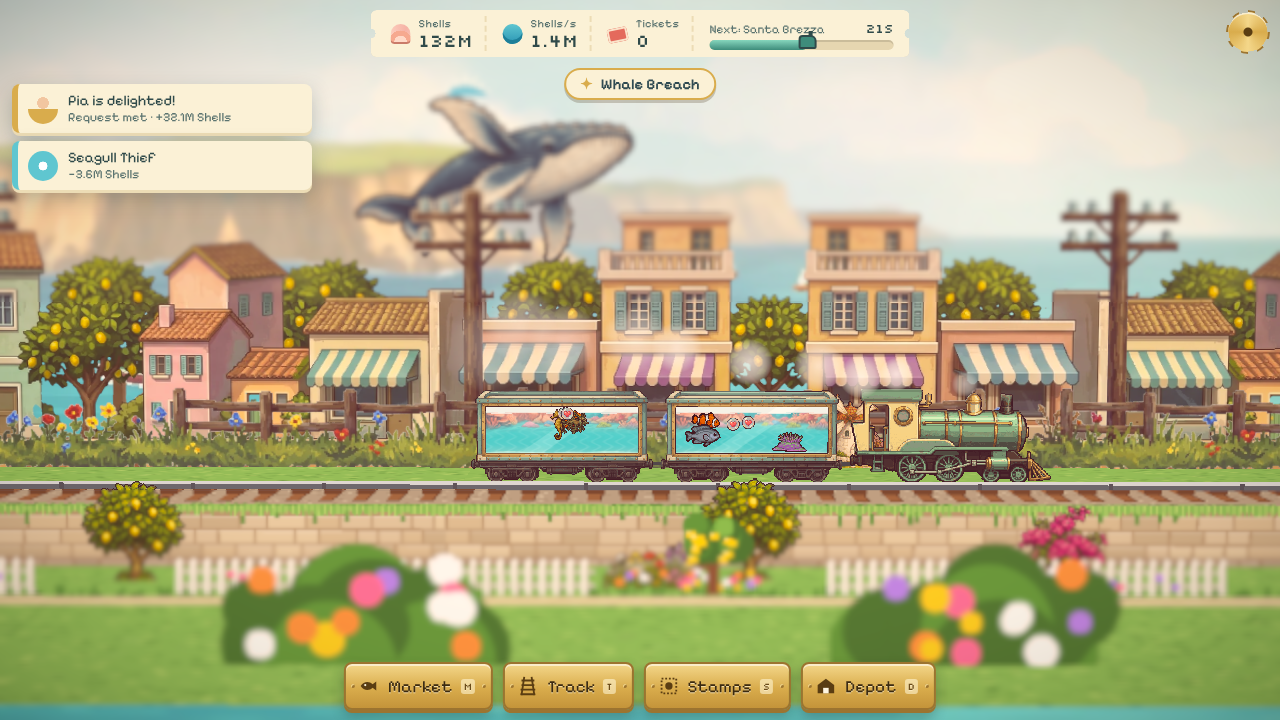 Shells
132M
Shells/s
1.4M
Tickets
0
Next: Santa Brezza
21S
Whale Breach
Pia is delighted!
Request met · +38.1M Shells
Seagull Thief
-3.6M Shells
Market M
Track T
Stamps S
Depot D